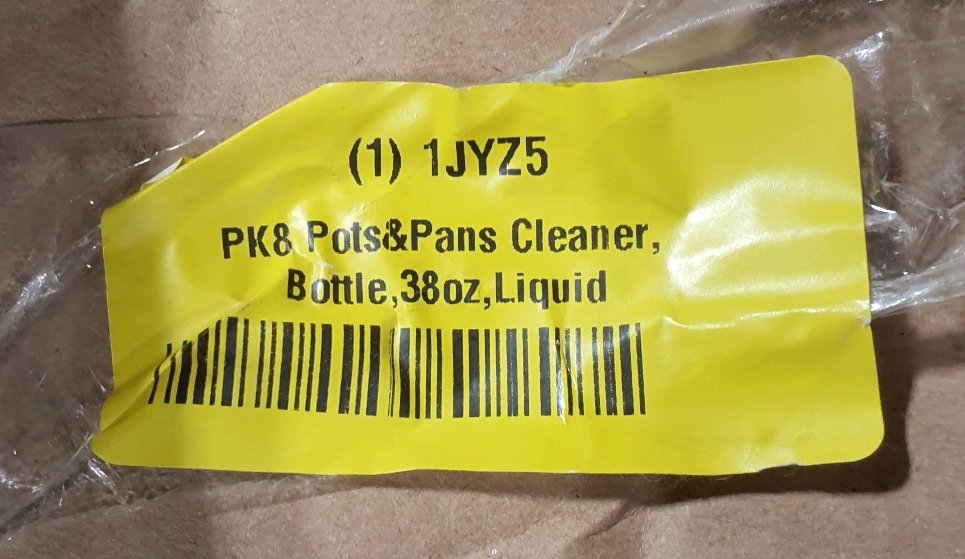 (1) 1JYZ5
PK8 Pots&Pans Cleaner,
Bottle,38oz,Liquid